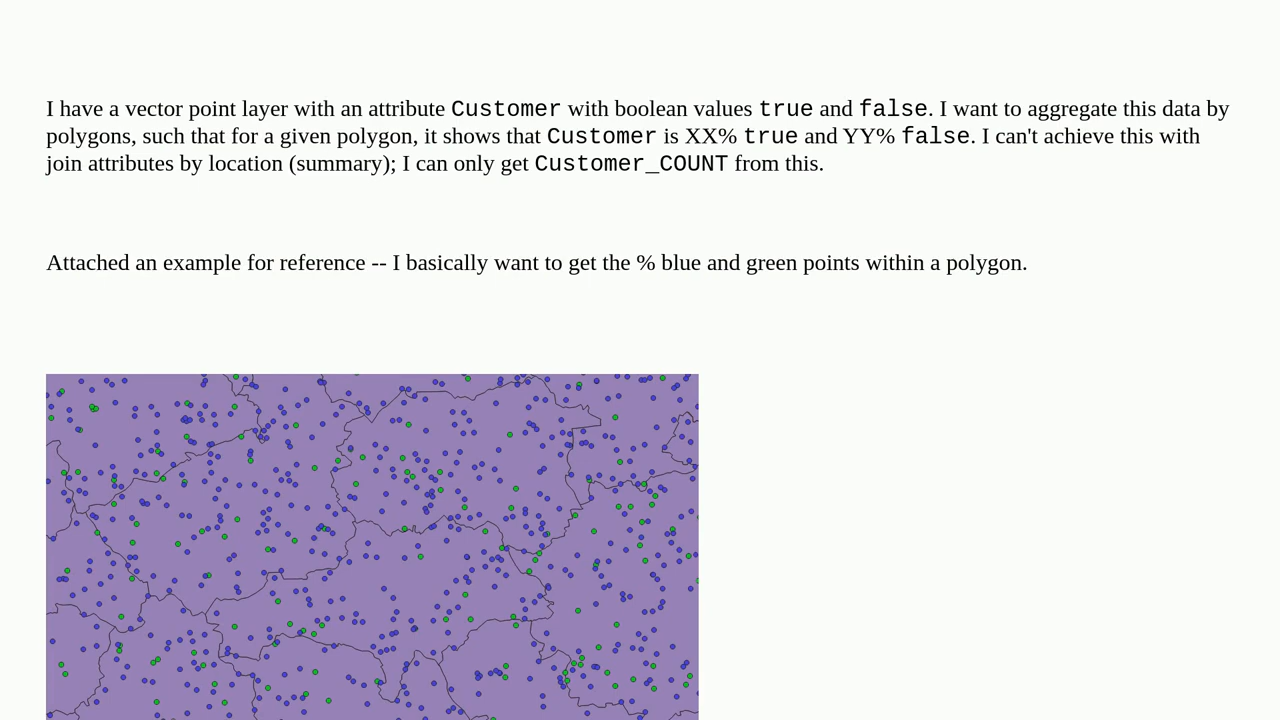 I have a vector point layer with an attribute Customer with boolean values true and false. I want to aggregate this data by
polygons, such that for a given polygon, it shows that Customer is XX% true and YY% false. I can't achieve this with
join attributes by location (summary); I can only get Customer_COUNT from this.
Attached an example for reference -- I basically want to get the % blue and green points within a polygon.